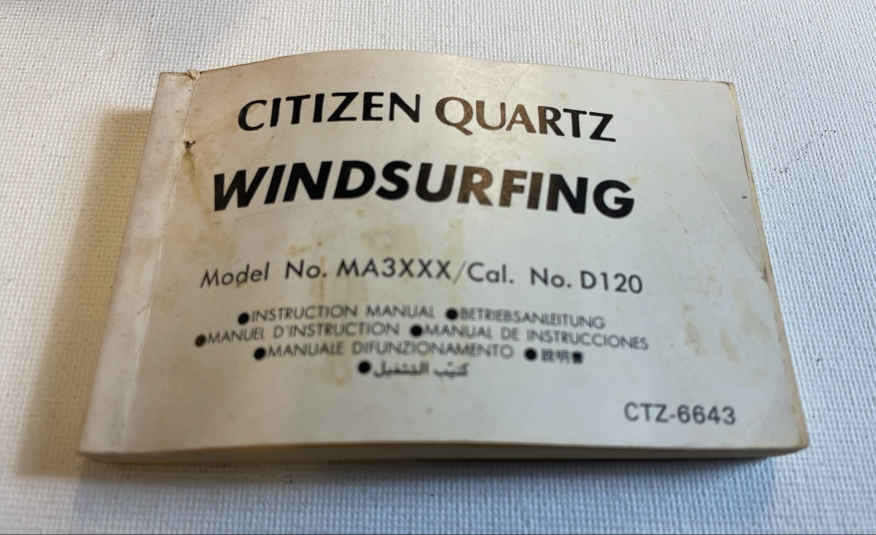 CITIZEN QUARTZ
WINDSURFING
Model No. MA3XXX/Cal. No. D120
●INSTRUCTION MANUAL ●BETRIEBSANLEITUNG
●MANUEL D'INSTRUCTION ●MANUAL DE INSTRUCCIONES
●MANUALE DIFUNZIONAMENTO ●説明書
●كتيّب التشغيل
CTZ-6643